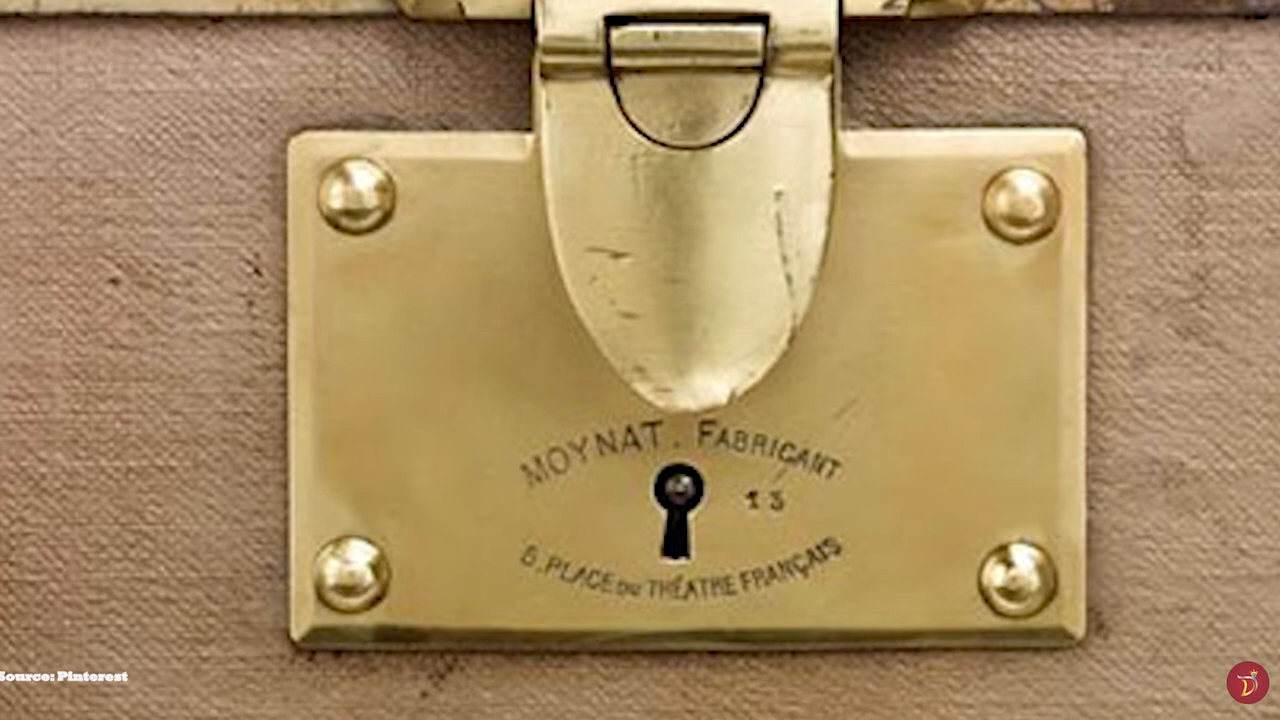 MOYNAT. FABRICANT
13
5. PLACE DU THÉATRE FRANÇAIS
Source: Pinterest